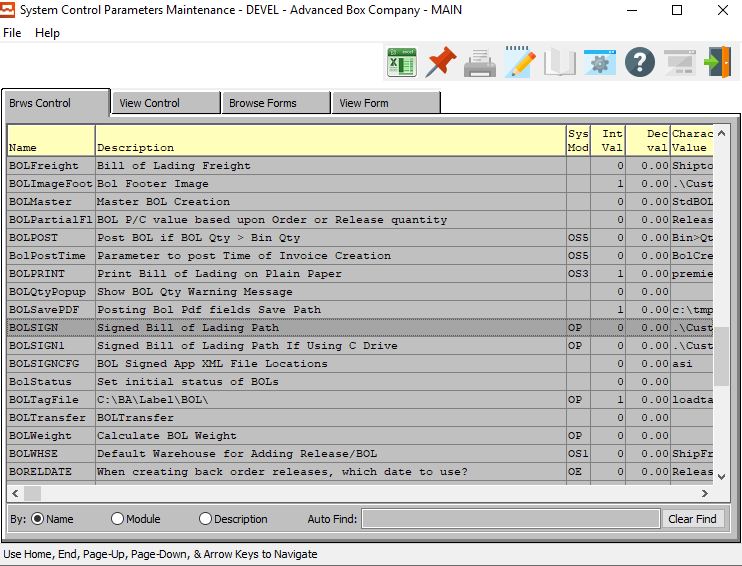 System Control Parameters Maintenance - DEVEL - Advanced Box Company - MAIN
File Help
Brws Control View Control Browse Forms View Form
Sys Int Dec Charac
Name Description Mod Val val Value
BOLFreight Bill of Lading Freight 0 0.00 Shipto
BOLImageFoot Bol Footer Image 1 0.00 .\Cust
BOLMaster Master BOL Creation 0 0.00 StdBOL
BOLPartialFl BOL P/C value based upon Order or Release quantity 0 0.00 Releas
BOLPOST Post BOL if BOL Qty > Bin Qty OS5 0 0.00 Bin>Qt
BolPostTime Parameter to post Time of Invoice Creation OS5 0 0.00 BolCre
BOLPRINT Print Bill of Lading on Plain Paper OS3 1 0.00 premie
BOLQtyPopup Show BOL Qty Warning Message 0 0.00
BOLSavePDF Posting Bol Pdf fields Save Path 1 0.00 c:\tmp
BOLSIGN Signed Bill of Lading Path OP 0 0.00 .\Cust
BOLSIGN1 Signed Bill of Lading Path If Using C Drive OP 0 0.00 .\Cust
BOLSIGNCFG BOL Signed App XML File Locations 0 0.00 asi
BolStatus Set initial status of BOLs 0 0.00
BOLTagFile C:\BA\Label\BOL\ OP 1 0.00 loadta
BOLTransfer BOLTransfer 0 0.00
BOLWeight Calculate BOL Weight OP 0 0.00
BOLWHSE Default Warehouse for Adding Release/BOL OS1 0 0.00 ShipFr
BORELDATE When creating back order releases, which date to use? OE 0 0.00 Releas
By: Name Module Description Auto Find: Clear Find
Use Home, End, Page-Up, Page-Down, & Arrow Keys to Navigate